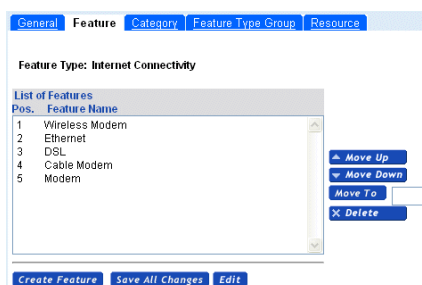 General Feature Category Feature Type Group Resource
Feature Type: Internet Connectivity
List of Features
Pos. Feature Name
1 Wireless Modem
2 Ethernet
3 DSL
4 Cable Modem
5 Modem
Move Up
Move Down
Move To
X Delete
Create Feature Save All Changes Edit